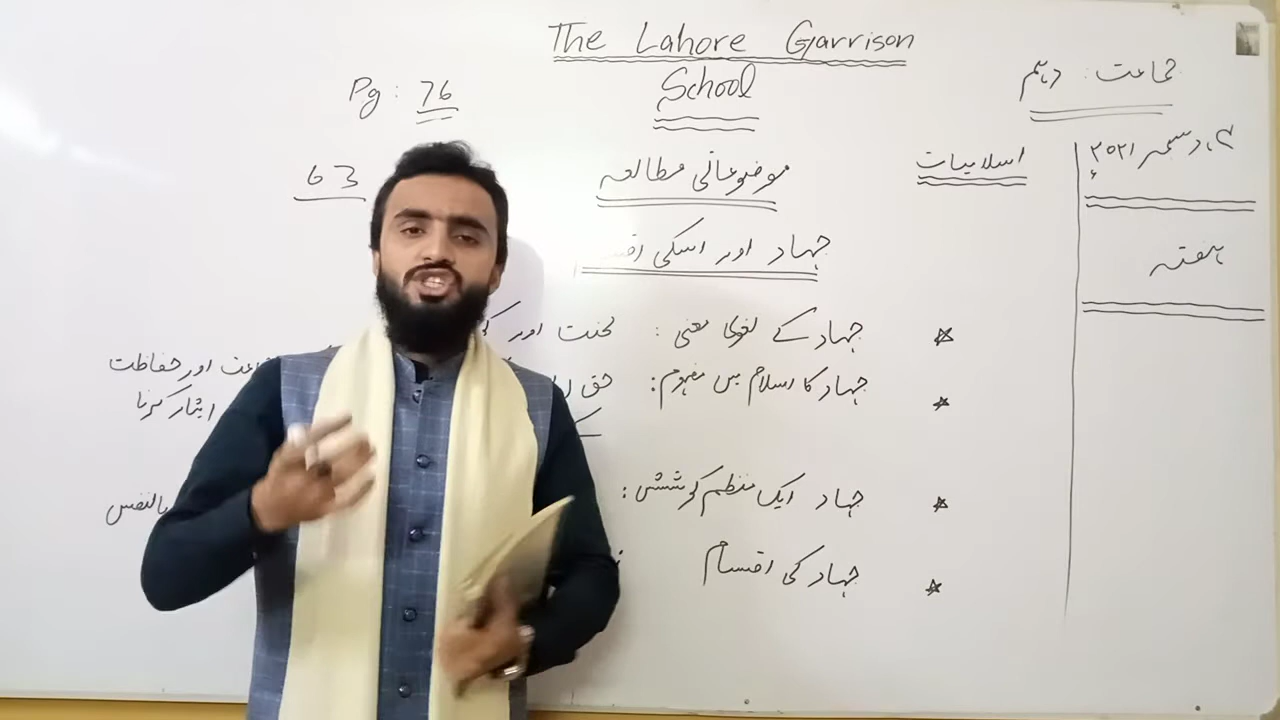 The Lahore Garrison
School
Pg: 76
63
جماعت: دہم
۴، دسمبر ۲۰۲۱ء
ہفتہ
اسلامیات
موضوعاتی مطالعہ
جہاد اور اسکی
جہاد کے لغوی معنی: محنت اور
جہاد کا اسلام میں مفہوم: حق
اور حفاظت
ایثار کرنا
جہاد ایک منظم کوشش: بالنفس
جہاد کی اقسام